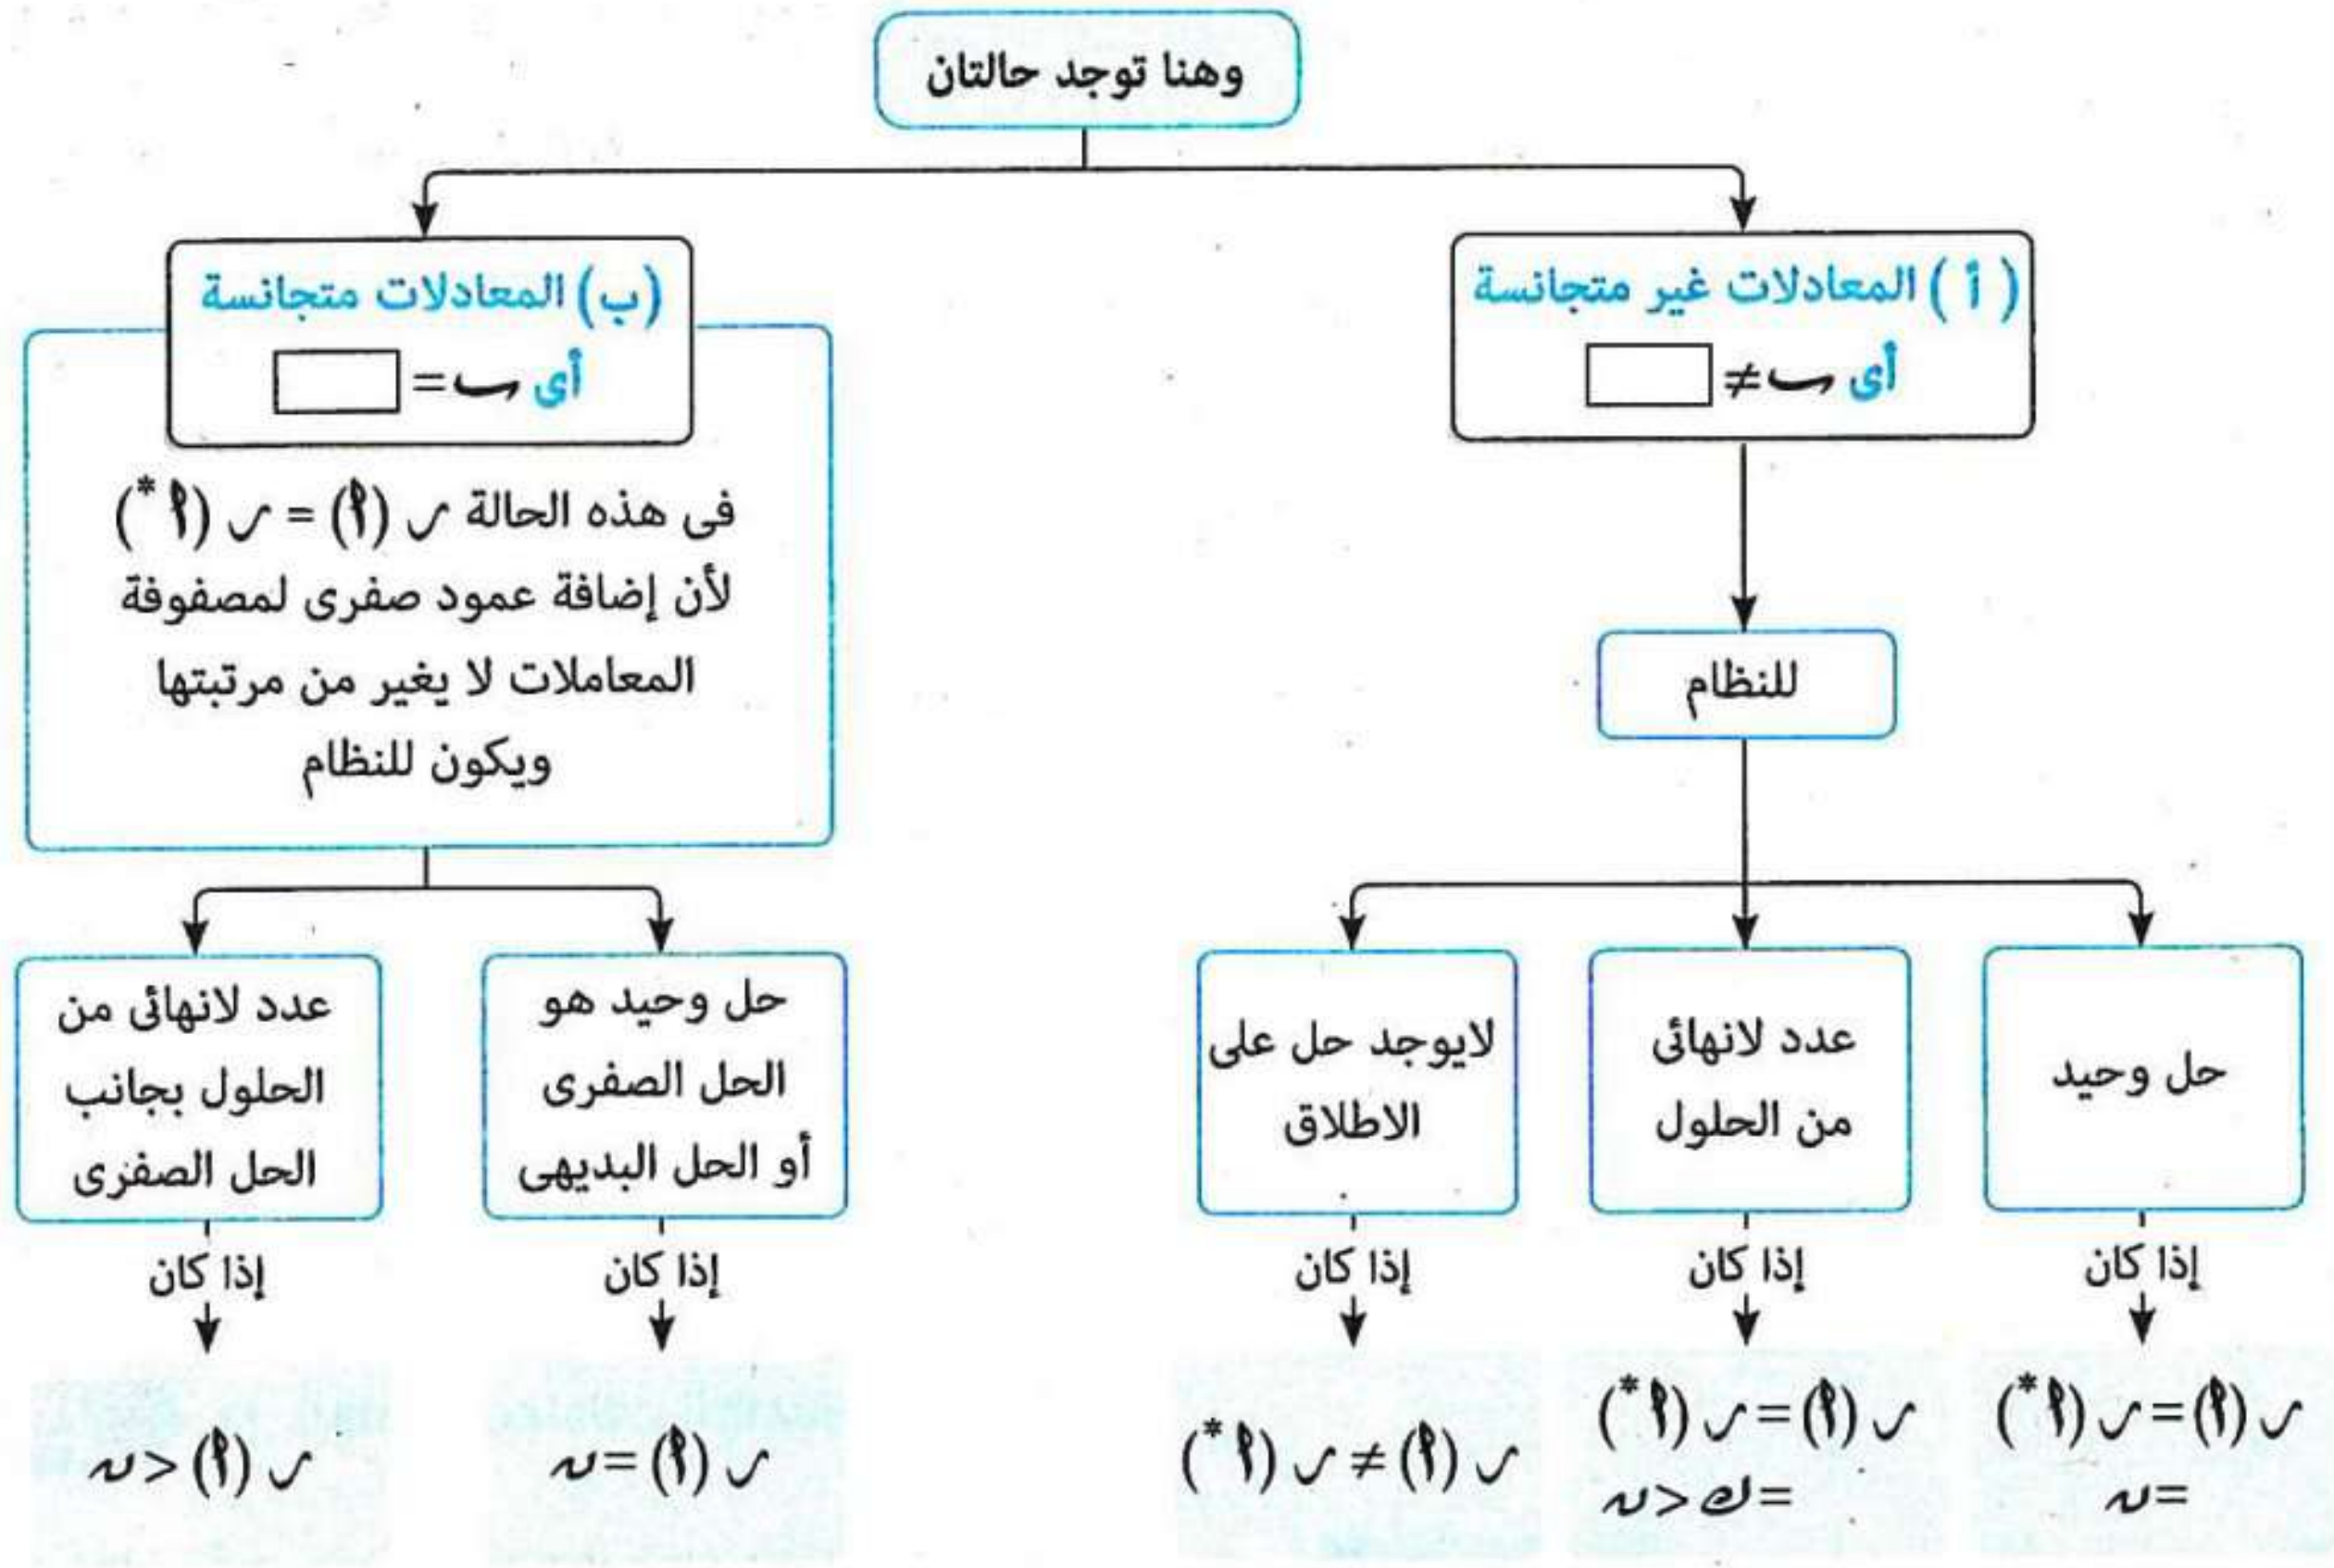 وهنا توجد حالتان
( أ ) المعادلات غير متجانسة
أى ب ≠
للنظام
حل وحيد
إذا كان
ر (أ) = ر (أ*)
= ن
عدد لانهائى
من الحلول
إذا كان
ر (أ) = ر (أ*)
= ك < ن
لايوجد حل على
الاطلاق
إذا كان
ر (أ) ≠ ر (أ*)
(ب) المعادلات متجانسة
أى ب =
فى هذه الحالة ر (أ) = ر (أ*)
لأن إضافة عمود صفرى لمصفوفة
المعاملات لا يغير من مرتبتها
ويكون للنظام
حل وحيد هو
الحل الصفرى
أو الحل البديهى
إذا كان
ر (أ) = ن
عدد لانهائى من
الحلول بجانب
الحل الصفرى
إذا كان
ر (أ) < ن